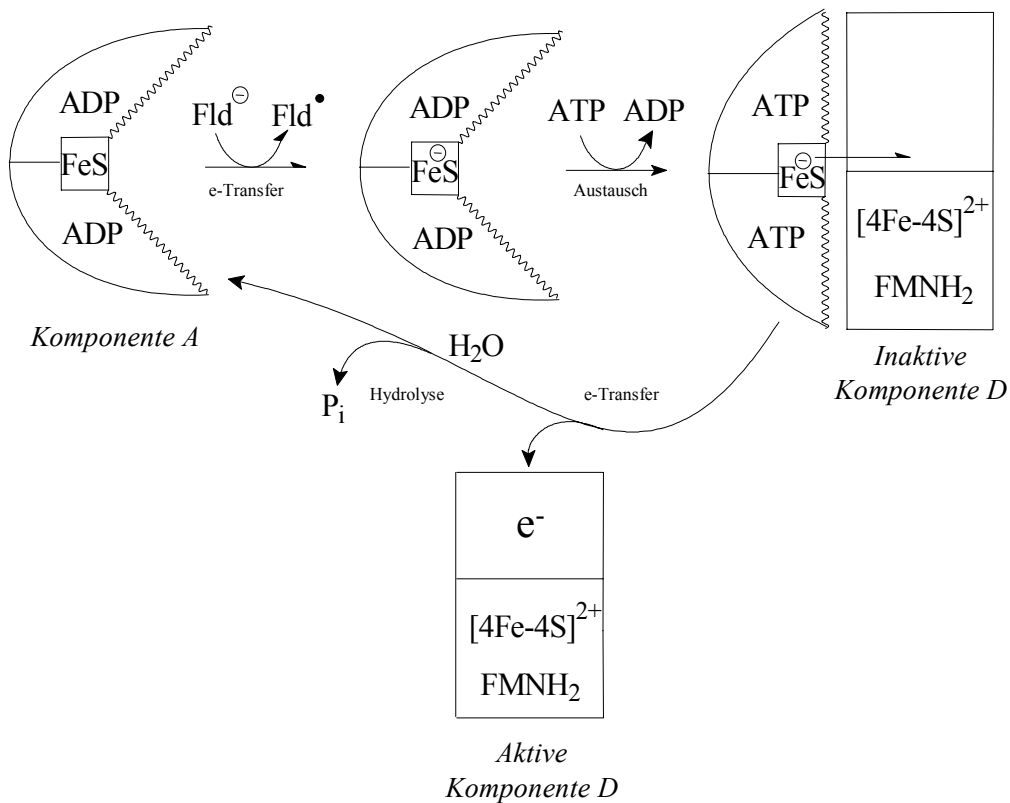 ADP
FeS
ADP
Komponente A
Fld⊖ Fld•
e-Transfer
ADP
⊖
FeS
ADP
ATP ADP
Austausch
ATP
⊖
FeS
ATP
[4Fe-4S]²⁺
FMNH₂
Inaktive
Komponente D
H₂O
Pᵢ
Hydrolyse
e-Transfer
e⁻
[4Fe-4S]²⁺
FMNH₂
Aktive
Komponente D